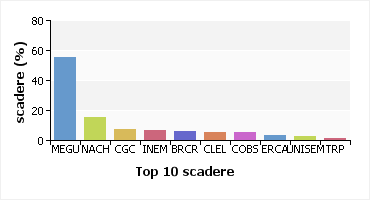 80
60
40
20
0
scadere (%)
MEGU NACH CGC INEM BRCR CLEL COBS ERCA UNISEM TRP
Top 10 scadere